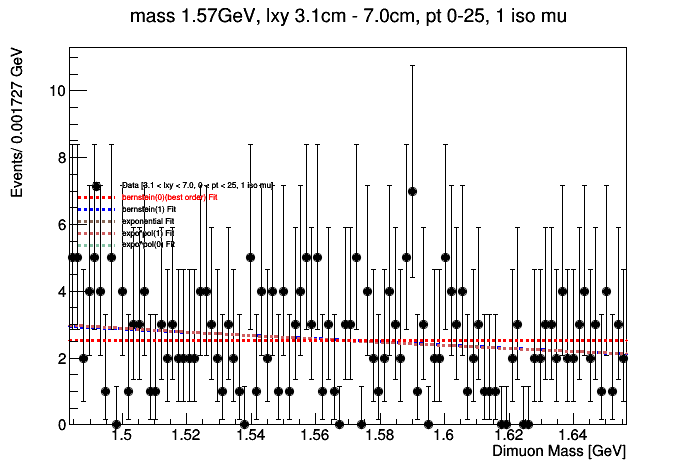 mass 1.57GeV, lxy 3.1cm - 7.0cm, pt 0-25, 1 iso mu
Events/ 0.001727 GeV
10
8
Data [3.1 < lxy < 7.0, 0 < pt < 25, 1 iso mu]
bernstein(0)(best order) Fit
bernstein(1) Fit
6
exponential Fit
expo*pol(1) Fit
expo*pol(0) Fit
4
2
0
1.5 1.52 1.54 1.56 1.58 1.6 1.62 1.64
Dimuon Mass [GeV]